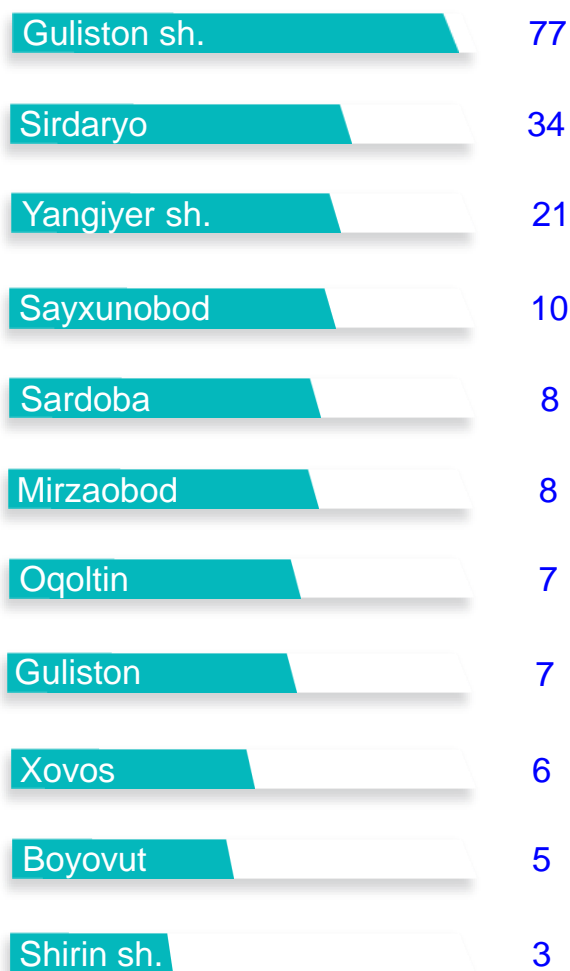 Guliston sh. 77
Sirdaryo 34
Yangiyer sh. 21
Sayxunobod 10
Sardoba 8
Mirzaobod 8
Oqoltin 7
Guliston 7
Xovos 6
Boyovut 5
Shirin sh. 3